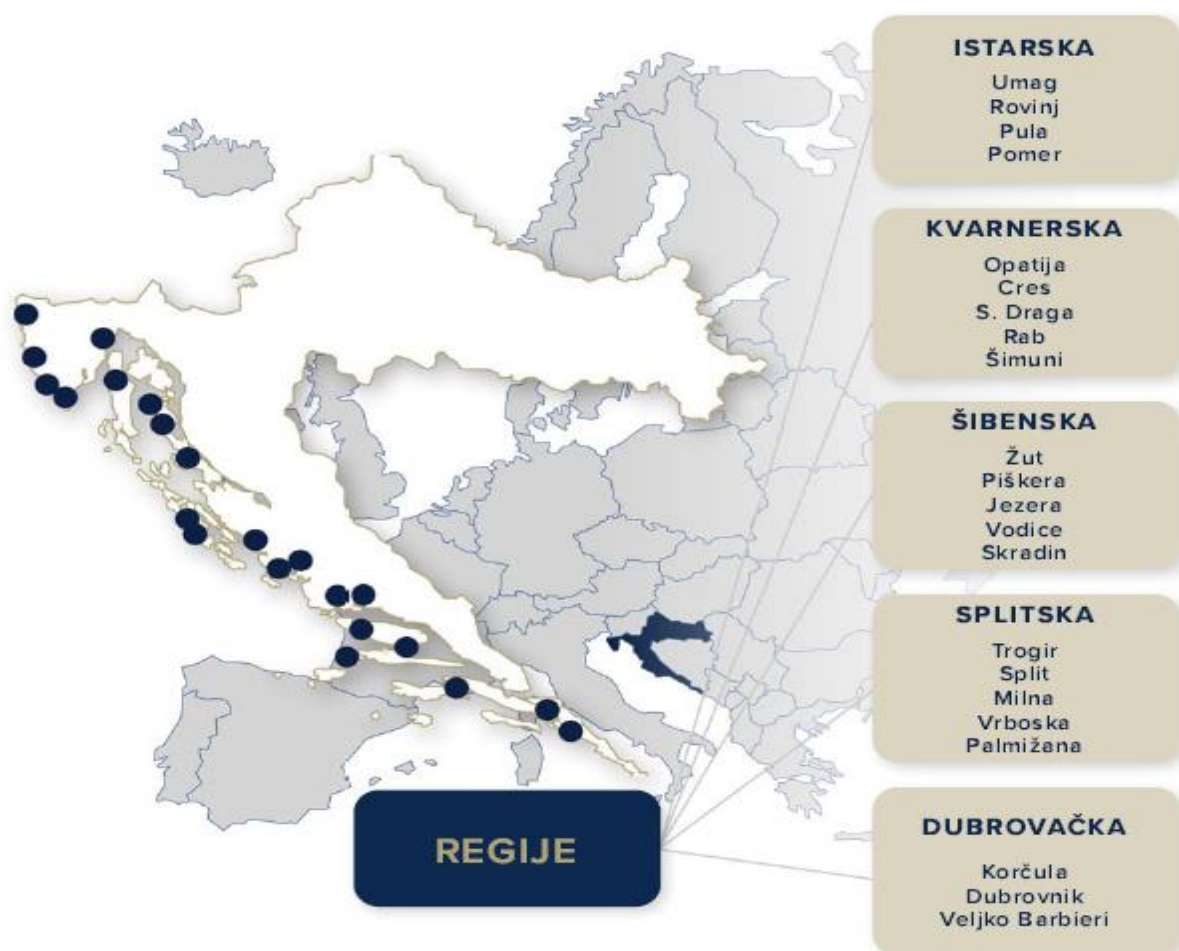 ISTARSKA
Umag
Rovinj
Pula
Pomer
KVARNERSKA
Opatija
Cres
S. Draga
Rab
Šimuni
ŠIBENSKA
Žut
Piškera
Jezera
Vodice
Skradin
SPLITSKA
Trogir
Split
Milna
Vrboska
Palmižana
DUBROVAČKA
Korčula
Dubrovnik
Veljko Barbieri
REGIJE